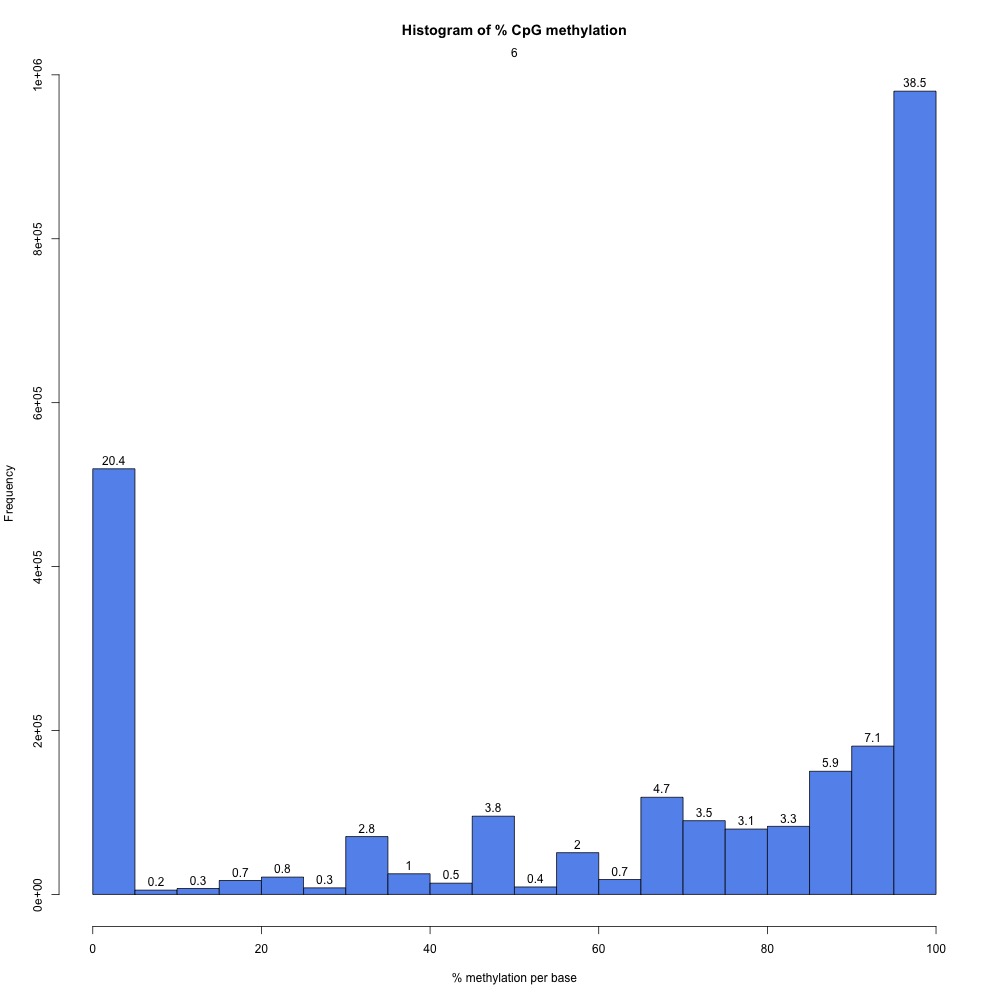 Histogram of % CpG methylation
6
1e+06
8e+05
6e+05
4e+05
2e+05
0e+00
Frequency
20.4
0.2
0.3
0.7
0.8
0.3
2.8
1
0.5
3.8
0.4
2
0.7
4.7
3.5
3.1
3.3
5.9
7.1
38.5
0 20 40 60 80 100
% methylation per base